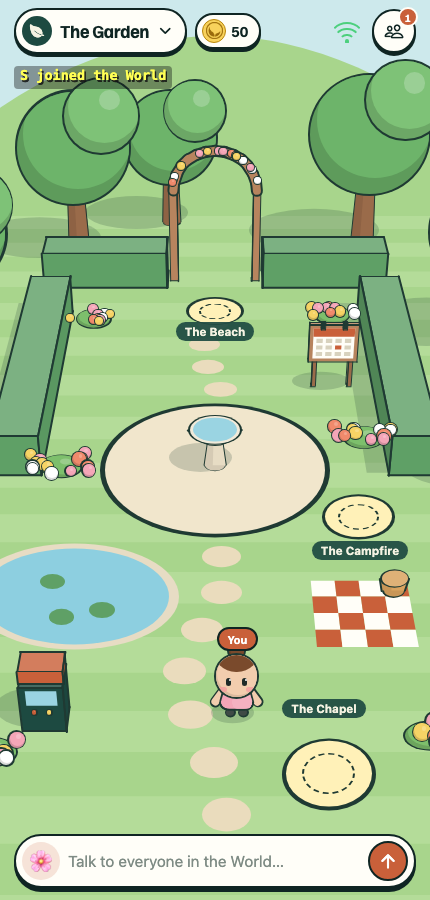 The Garden
50
1
S joined the World
The Beach
The Campfire
You
The Chapel
Talk to everyone in the World...